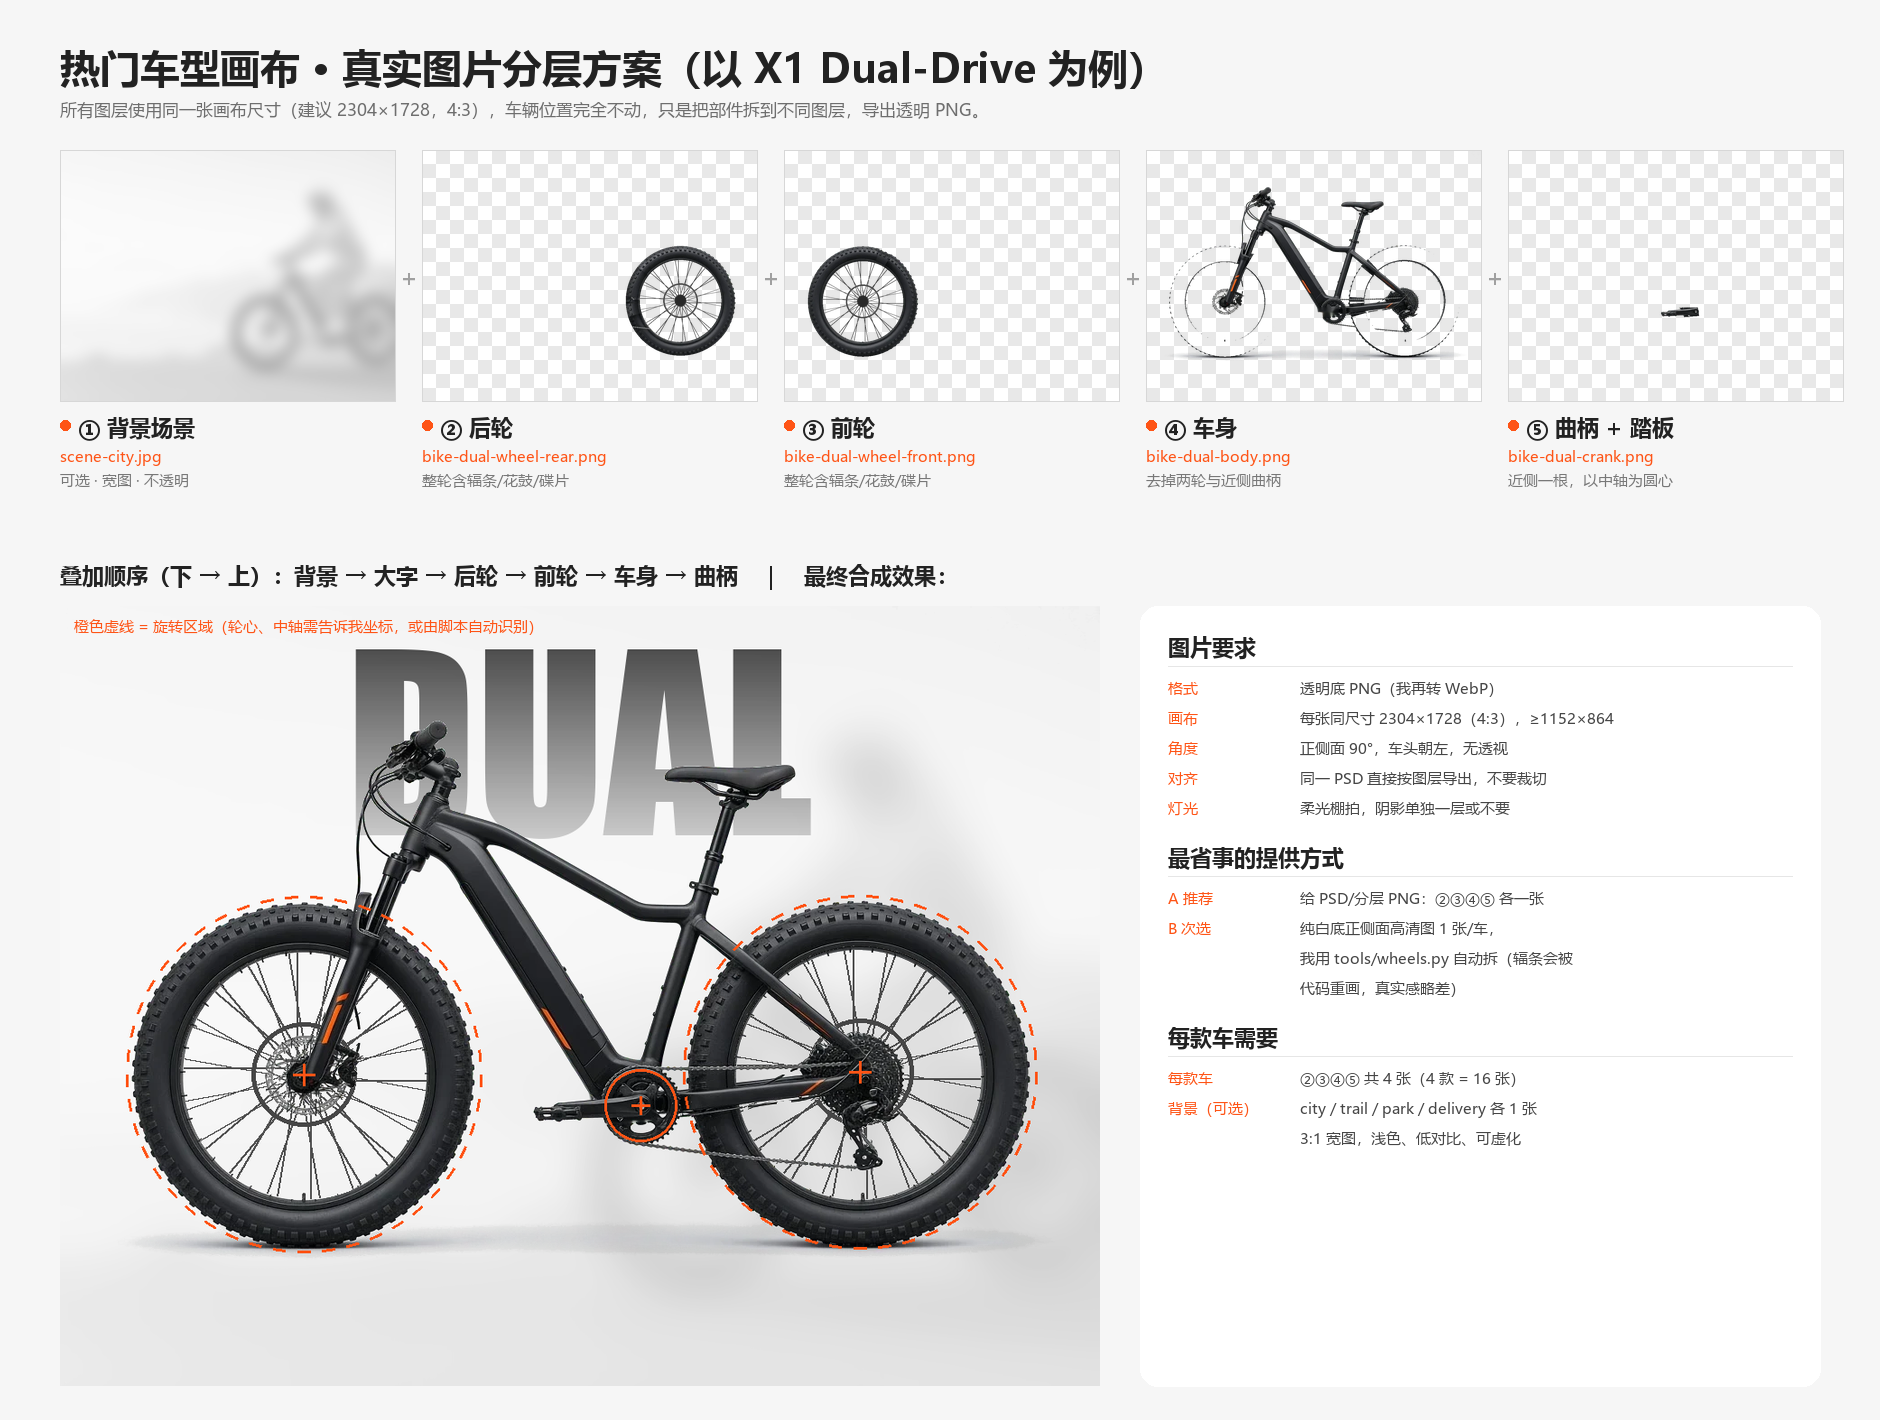 热门车型画布 • 真实图片分层方案（以 X1 Dual-Drive 为例）
所有图层使用同一张画布尺寸（建议 2304×1728，4:3），车辆位置完全不动，只是把部件拆到不同图层，导出透明 PNG。
+
+
+
+
① 背景场景
scene-city.jpg
可选 · 宽图 · 不透明
② 后轮
bike-dual-wheel-rear.png
整轮含辐条/花鼓/碟片
③ 前轮
bike-dual-wheel-front.png
整轮含辐条/花鼓/碟片
④ 车身
bike-dual-body.png
去掉两轮与近侧曲柄
⑤ 曲柄 + 踏板
bike-dual-crank.png
近侧一根，以中轴为圆心
叠加顺序（下 → 上）: 背景 → 大字 → 后轮 → 前轮 → 车身 → 曲柄 | 最终合成效果:
橙色虚线 = 旋转区域（轮心、中轴需告诉我坐标，或由脚本自动识别）
DUAL
图片要求
格式 透明底 PNG（我再转 WebP）
画布 每张同尺寸 2304×1728（4:3），≥1152×864
角度 正侧面 90°，车头朝左，无透视
对齐 同一 PSD 直接按图层导出，不要裁切
灯光 柔光棚拍，阴影单独一层或不要
最省事的提供方式
A 推荐 给 PSD/分层 PNG: ②③④⑤ 各一张
B 次选 纯白底正侧面高清图 1 张/车，
我用 tools/wheels.py 自动拆（辐条会被
代码重画，真实感略差）
每款车需要
每款车 ②③④⑤ 共 4 张（4 款 = 16 张）
背景（可选） city / trail / park / delivery 各 1 张
3:1 宽图，浅色、低对比、可虚化